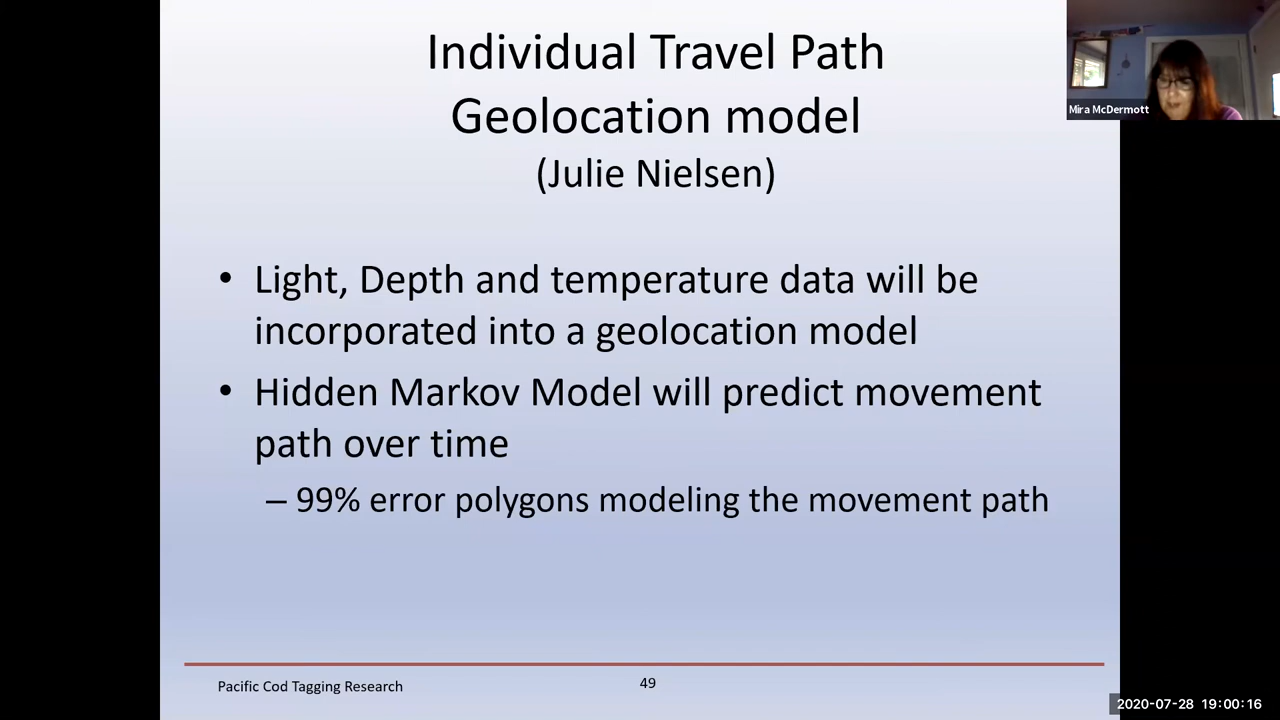 Individual Travel Path
Geolocation model
(Julie Nielsen)
Mira McDermott
• Light, Depth and temperature data will be
incorporated into a geolocation model
• Hidden Markov Model will predict movement
path over time
– 99% error polygons modeling the movement path
Pacific Cod Tagging Research
49
2020-07-28 19:00:16